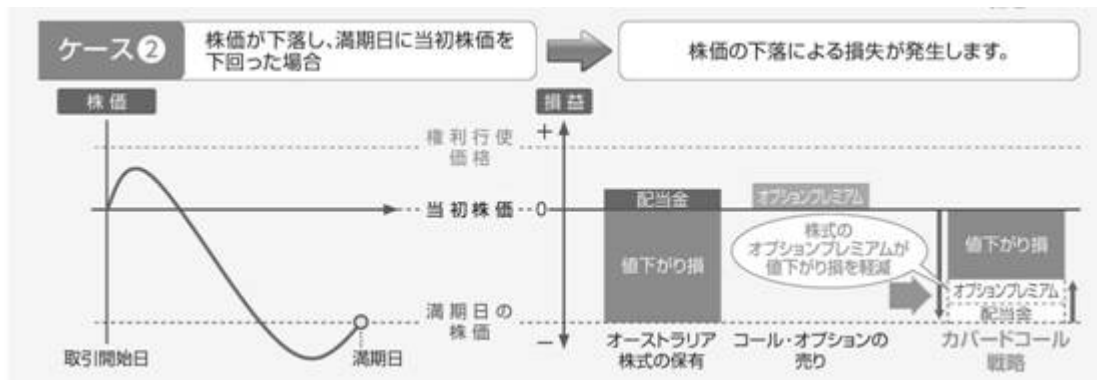 ケース❷
株価が下落し、満期日に当初株価を
下回った場合
株価の下落による損失が発生します。
株価
損益
+
権利行使
価格
当初株価
0
配当金
オプションプレミアム
値下がり損
株式の
オプションプレミアムが
値下がり損を軽減
値下がり損
オプションプレミアム
配当金
満期日の
株価
−
取引開始日
満期日
オーストラリア
株式の保有
コール・オプションの
売り
カバードコール
戦略